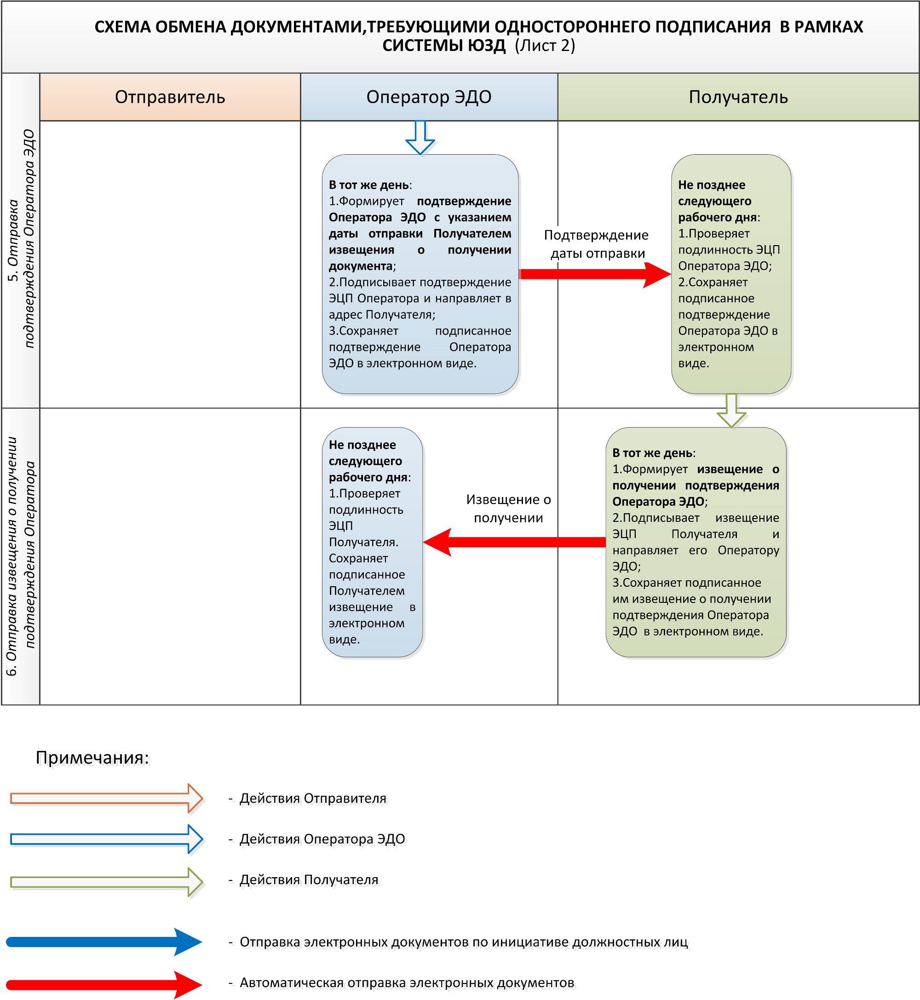 СХЕМА ОБМЕНА ДОКУМЕНТАМИ,ТРЕБУЮЩИМИ ОДНОСТОРОННЕГО ПОДПИСАНИЯ В РАМКАХ
СИСТЕМЫ ЮЗД (Лист 2)
Отправитель
Оператор ЭДО
Получатель
5. Отправка
подтверждения Оператора ЭДО
В тот же день:
1.Формирует подтверждение
Оператора ЭДО с указанием
даты отправки Получателем
извещения о получении
документа;
2.Подписывает подтверждение
ЭЦП Оператора и направляет в
адрес Получателя;
3.Сохраняет подписанное
подтверждение Оператора
ЭДО в электронном виде.
Подтверждение
даты отправки
Не позднее
следующего
рабочего дня:
1.Проверяет
подлинность ЭЦП
Оператора ЭДО;
2.Сохраняет
подписанное
подтверждение
Оператора ЭДО в
электронном
виде.
6. Отправка извещения о получении
подтверждения Оператора
Не позднее
следующего
рабочего дня:
1.Проверяет
подлинность
ЭЦП
Получателя.
Сохраняет
подписанное
Получателем
извещение в
электронном
виде.
Извещение о
получении
В тот же день:
1.Формирует извещение о
получении подтверждения
Оператора ЭДО;
2.Подписывает извещение
ЭЦП Получателя и
направляет его Оператору
ЭДО;
3.Сохраняет подписанное
им извещение о получении
подтверждения Оператора
ЭДО в электронном виде.
Примечания:
- Действия Отправителя
- Действия Оператора ЭДО
- Действия Получателя
- Отправка электронных документов по инициативе должностных лиц
- Автоматическая отправка электронных документов